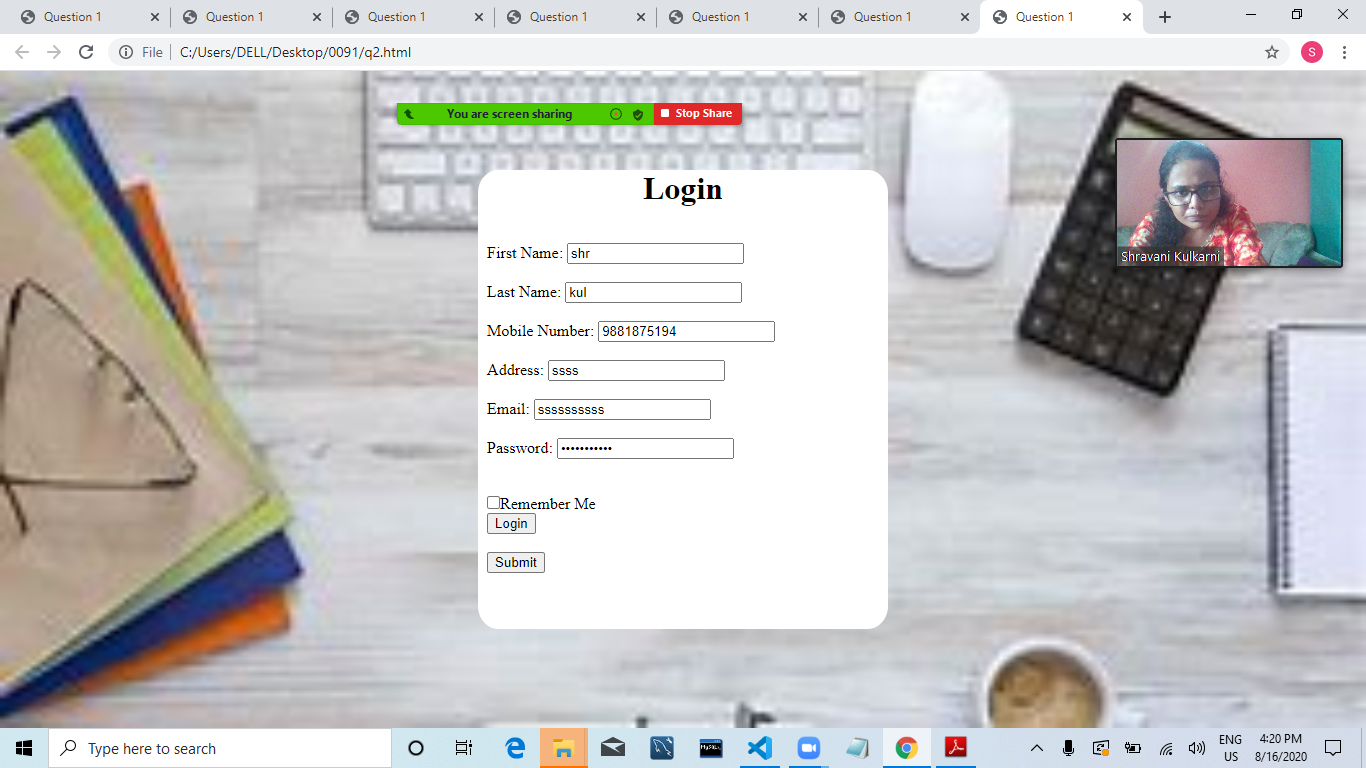 Question 1 Question 1 Question 1 Question 1 Question 1 Question 1 Question 1
File C:/Users/DELL/Desktop/0091/q2.html S
You are screen sharing Stop Share
Shravani Kulkarni
Login
First Name: shr
Last Name: kul
Mobile Number: 9881875194
Address: ssss
Email: ssssssssss
Password: •••••••••••
Remember Me
Login
Submit
Type here to search
MySQL
ENG
US
4:20 PM
8/16/2020